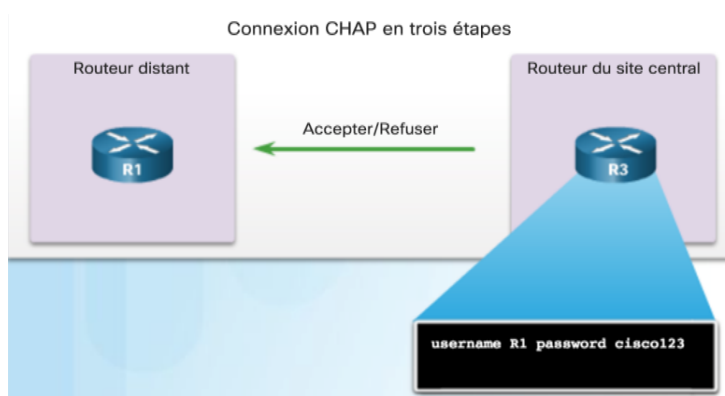 Connexion CHAP en trois étapes
Routeur distant
Routeur du site central
Accepter/Refuser
R1
R3
username R1 password cisco123